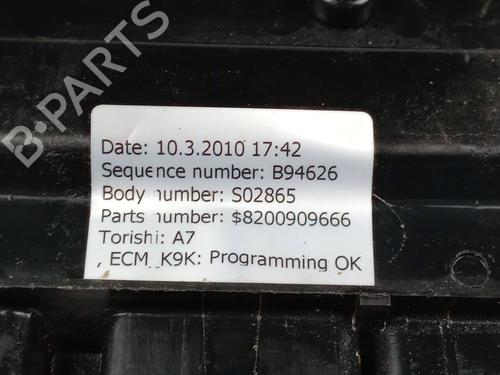 B-PARTS
Date: 10.3.2010 17:42
Sequence number: B94626
Body number: S02865
Parts number: $8200909666
Torishi: A7
, ECM_K9K: Programming OK